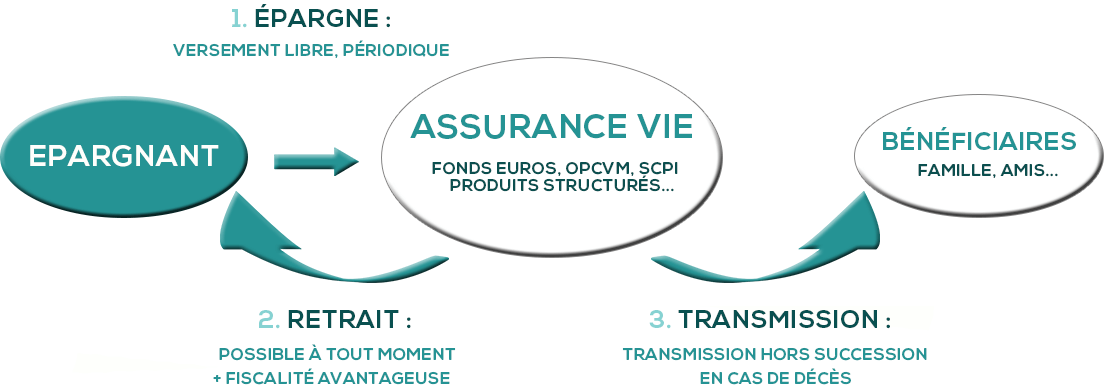 1. ÉPARGNE :
VERSEMENT LIBRE, PÉRIODIQUE
EPARGNANT
ASSURANCE VIE
FONDS EUROS, OPCVM, SCPI
PRODUITS STRUCTURÉS...
BÉNÉFICIAIRES
FAMILLE, AMIS...
2. RETRAIT :
POSSIBLE À TOUT MOMENT
+ FISCALITÉ AVANTAGEUSE
3. TRANSMISSION :
TRANSMISSION HORS SUCCESSION
EN CAS DE DÉCÈS